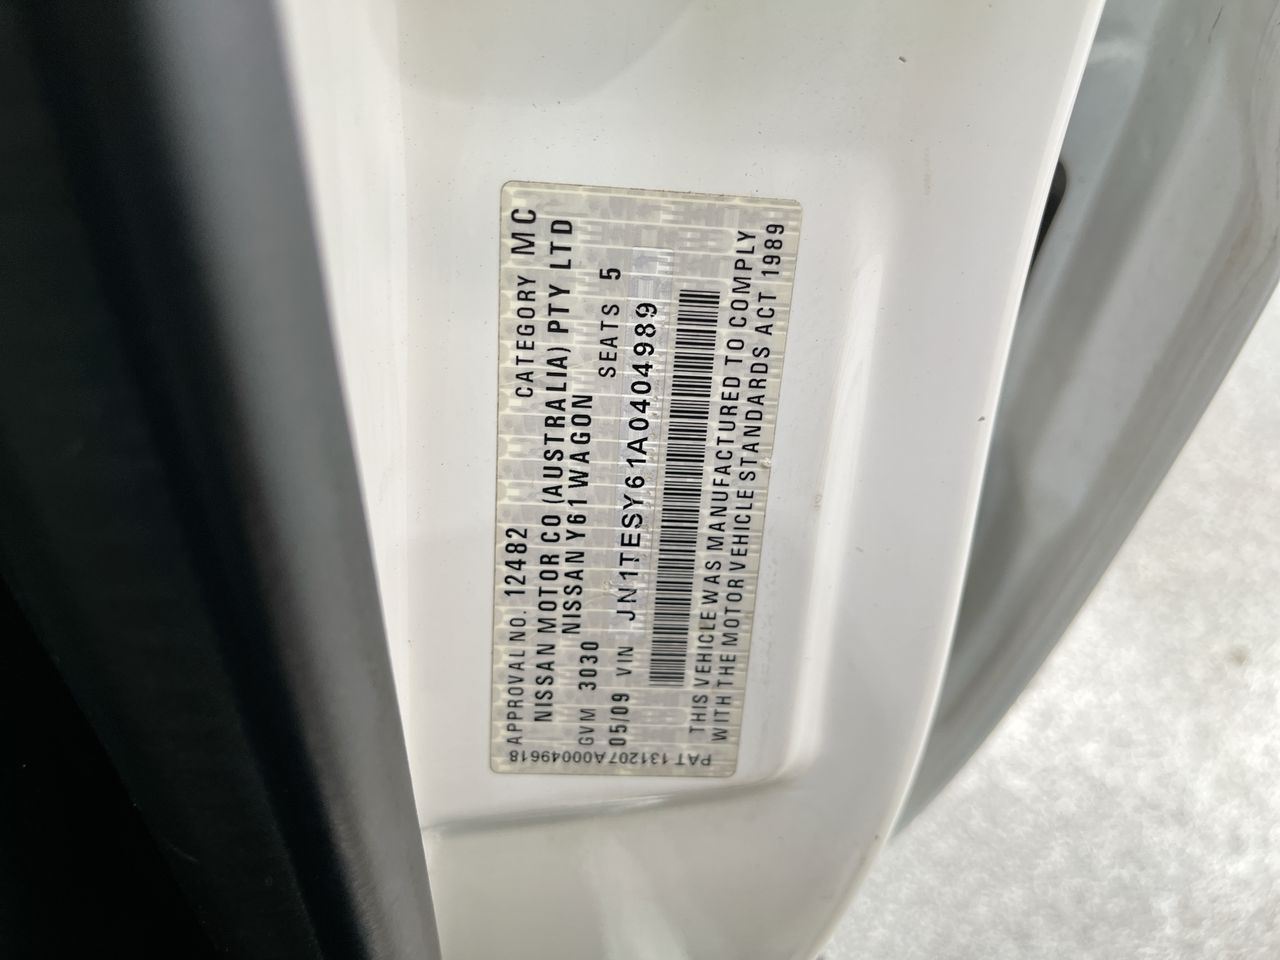 APPROVAL NO. 12482 CATEGORY MC
NISSAN MOTOR CO (AUSTRALIA) PTY LTD
NISSAN Y61 WAGON
GVM 3030 SEATS 5
05/09 VIN JN1TESY61A0404989
THIS VEHICLE WAS MANUFACTURED TO COMPLY
WITH THE MOTOR VEHICLE STANDARDS ACT 1989
PAT 131207A00049618